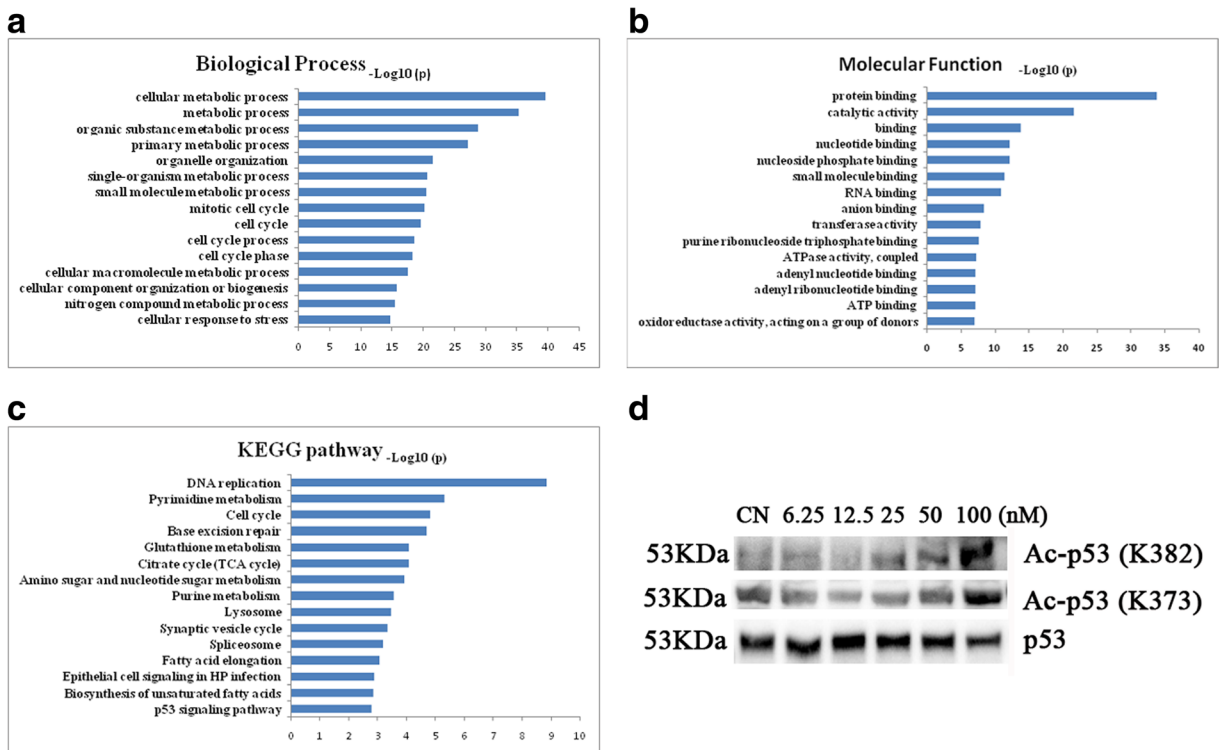 a
Biological Process -Log10 (p)
cellular metabolic process
metabolic process
organic substance metabolic process
primary metabolic process
organelle organization
single-organism metabolic process
small molecule metabolic process
mitotic cell cycle
cell cycle
cell cycle process
cell cycle phase
cellular macromolecule metabolic process
cellular component organization or biogenesis
nitrogen compound metabolic process
cellular response to stress
0 5 10 15 20 25 30 35 40 45
b
Molecular Function -Log10 (p)
protein binding
catalytic activity
binding
nucleotide binding
nucleoside phosphate binding
small molecule binding
RNA binding
anion binding
transferase activity
purine ribonucleoside triphosphate binding
ATPase activity, coupled
adenyl nucleotide binding
adenyl ribonucleotide binding
ATP binding
oxidoreductase activity, acting on a group of donors
0 5 10 15 20 25 30 35 40
c
KEGG pathway -Log10 (p)
DNA replication
Pyrimidine metabolism
Cell cycle
Base excision repair
Glutathione metabolism
Citrate cycle (TCA cycle)
Amino sugar and nucleotide sugar metabolism
Purine metabolism
Lysosome
Synaptic vesicle cycle
Spliceosome
Fatty acid elongation
Epithelial cell signaling in HP infection
Biosynthesis of unsaturated fatty acids
p53 signaling pathway
0 1 2 3 4 5 6 7 8 9 10
d
CN 6.25 12.5 25 50 100 (nM)
53KDa Ac-p53 (K382)
53KDa Ac-p53 (K373)
53KDa p53